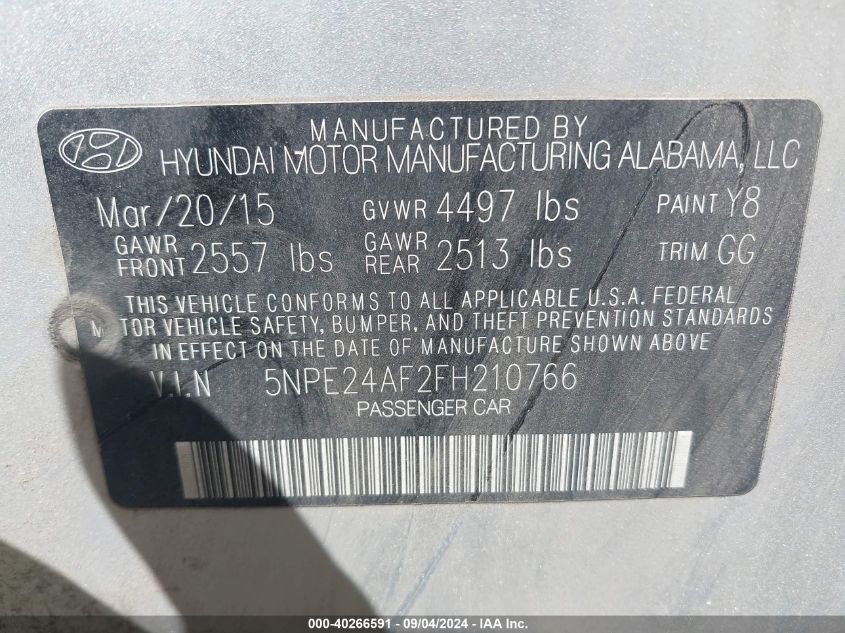 MANUFACTURED BY
HYUNDAI MOTOR MANUFACTURING ALABAMA, LLC
Mar/20/15 GVWR 4497 lbs PAINT Y8
GAWR FRONT 2557 lbs GAWR REAR 2513 lbs TRIM GG
THIS VEHICLE CONFORMS TO ALL APPLICABLE U.S.A. FEDERAL
MOTOR VEHICLE SAFETY, BUMPER, AND THEFT PREVENTION STANDARDS
IN EFFECT ON THE DATE OF MANUFACTURE SHOWN ABOVE
V.I.N 5NPE24AF2FH210766
PASSENGER CAR
000-40266591 - 09/04/2024 - IAA Inc.